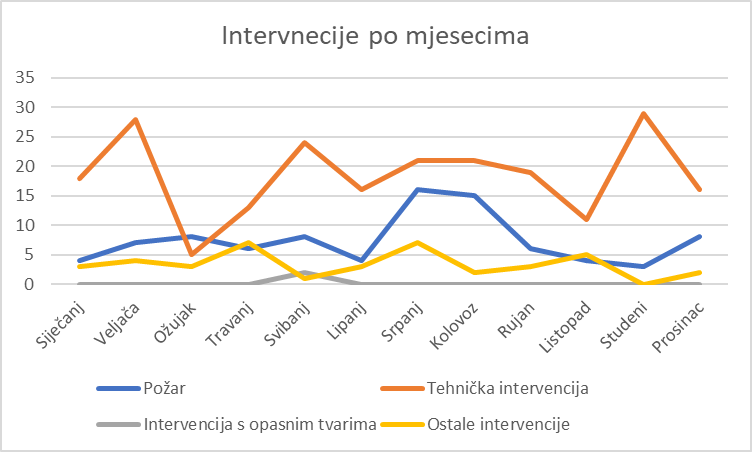 Intervnecije po mjesecima
35
30
25
20
15
10
5
0
Siječanj
Veljača
Ožujak
Travanj
Svibanj
Lipanj
Srpanj
Kolovoz
Rujan
Listopad
Studeni
Prosinac
Požar
Tehnička intervencija
Intervencija s opasnim tvarima
Ostale intervencije